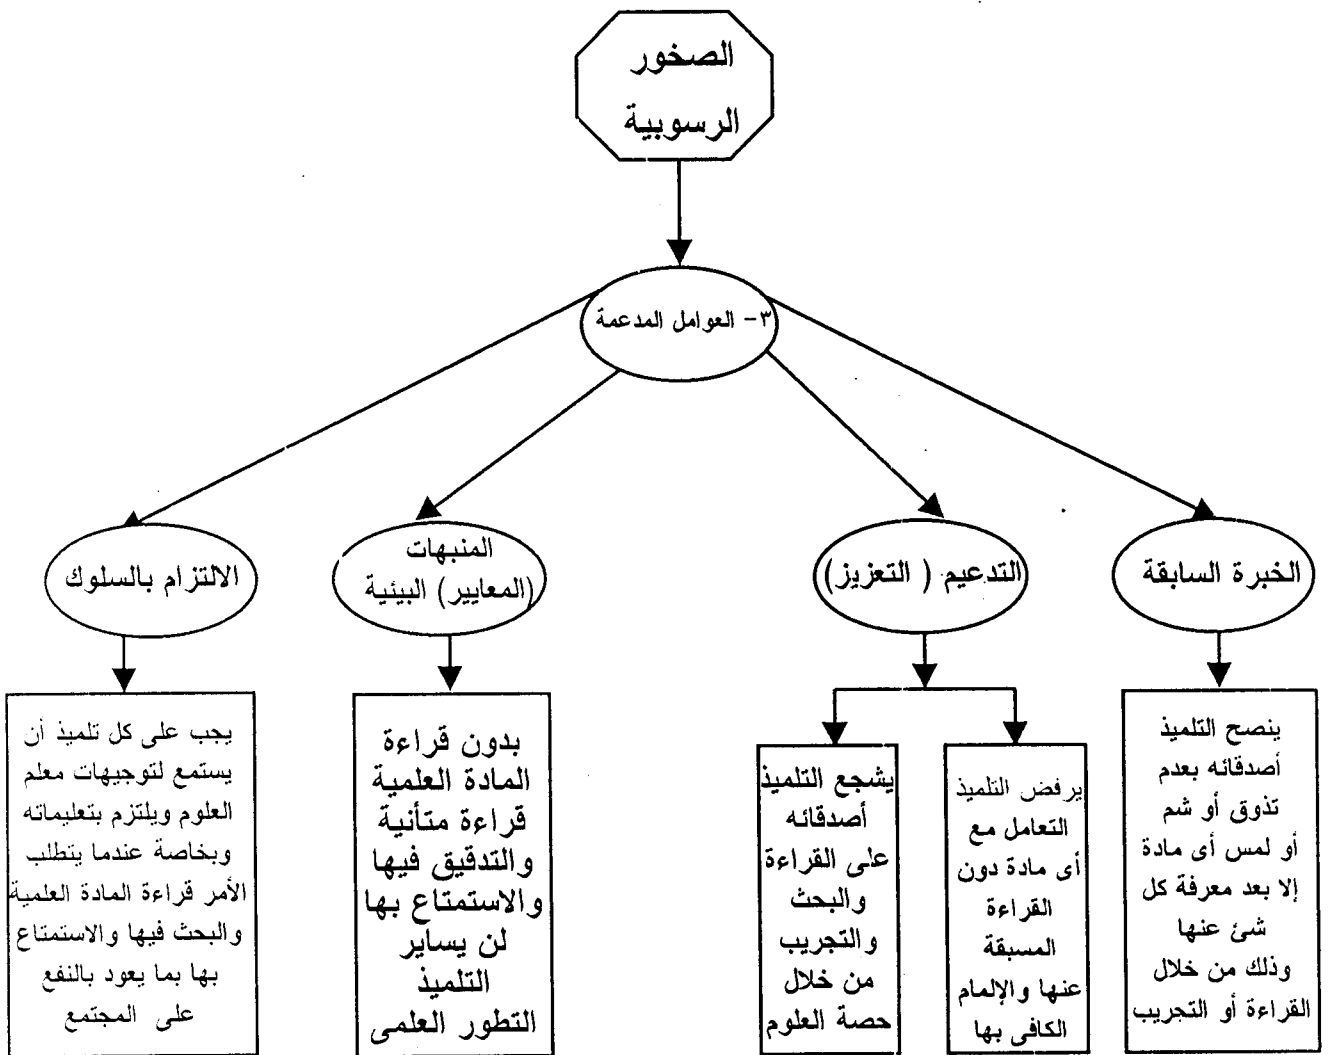 الصخور
الرسوبية
٣- العوامل المدعمة
الخبرة السابقة
التدعيم ( التعزيز)
المنبهات
(المعايير) البيئية
الالتزام بالسلوك
ينصح التلميذ
أصدقائه بعدم
تذوق أو شم
أو لمس أى مادة
إلا بعد معرفة كل
شئ عنها
وذلك من خلال
القراءة أو التجريب
يرفض التلميذ
التعامل مع
أى مادة دون
القراءة
المسبقة
عنها والإلمام
الكافى بها
يشجع التلميذ
أصدقائه
على القراءة
والبحث
والتجريب
من خلال
حصة العلوم
بدون قراءة
المادة العلمية
قراءة متأنية
والتدقيق فيها
والاستمتاع بها
لن يساير
التلميذ
التطور العلمى
يجب على كل تلميذ أن
يستمع لتوجيهات معلم
العلوم ويلتزم بتعليماته
وبخاصة عندما يتطلب
الأمر قراءة المادة العلمية
والبحث فيها والاستمتاع
بها بما يعود بالنفع
على المجتمع